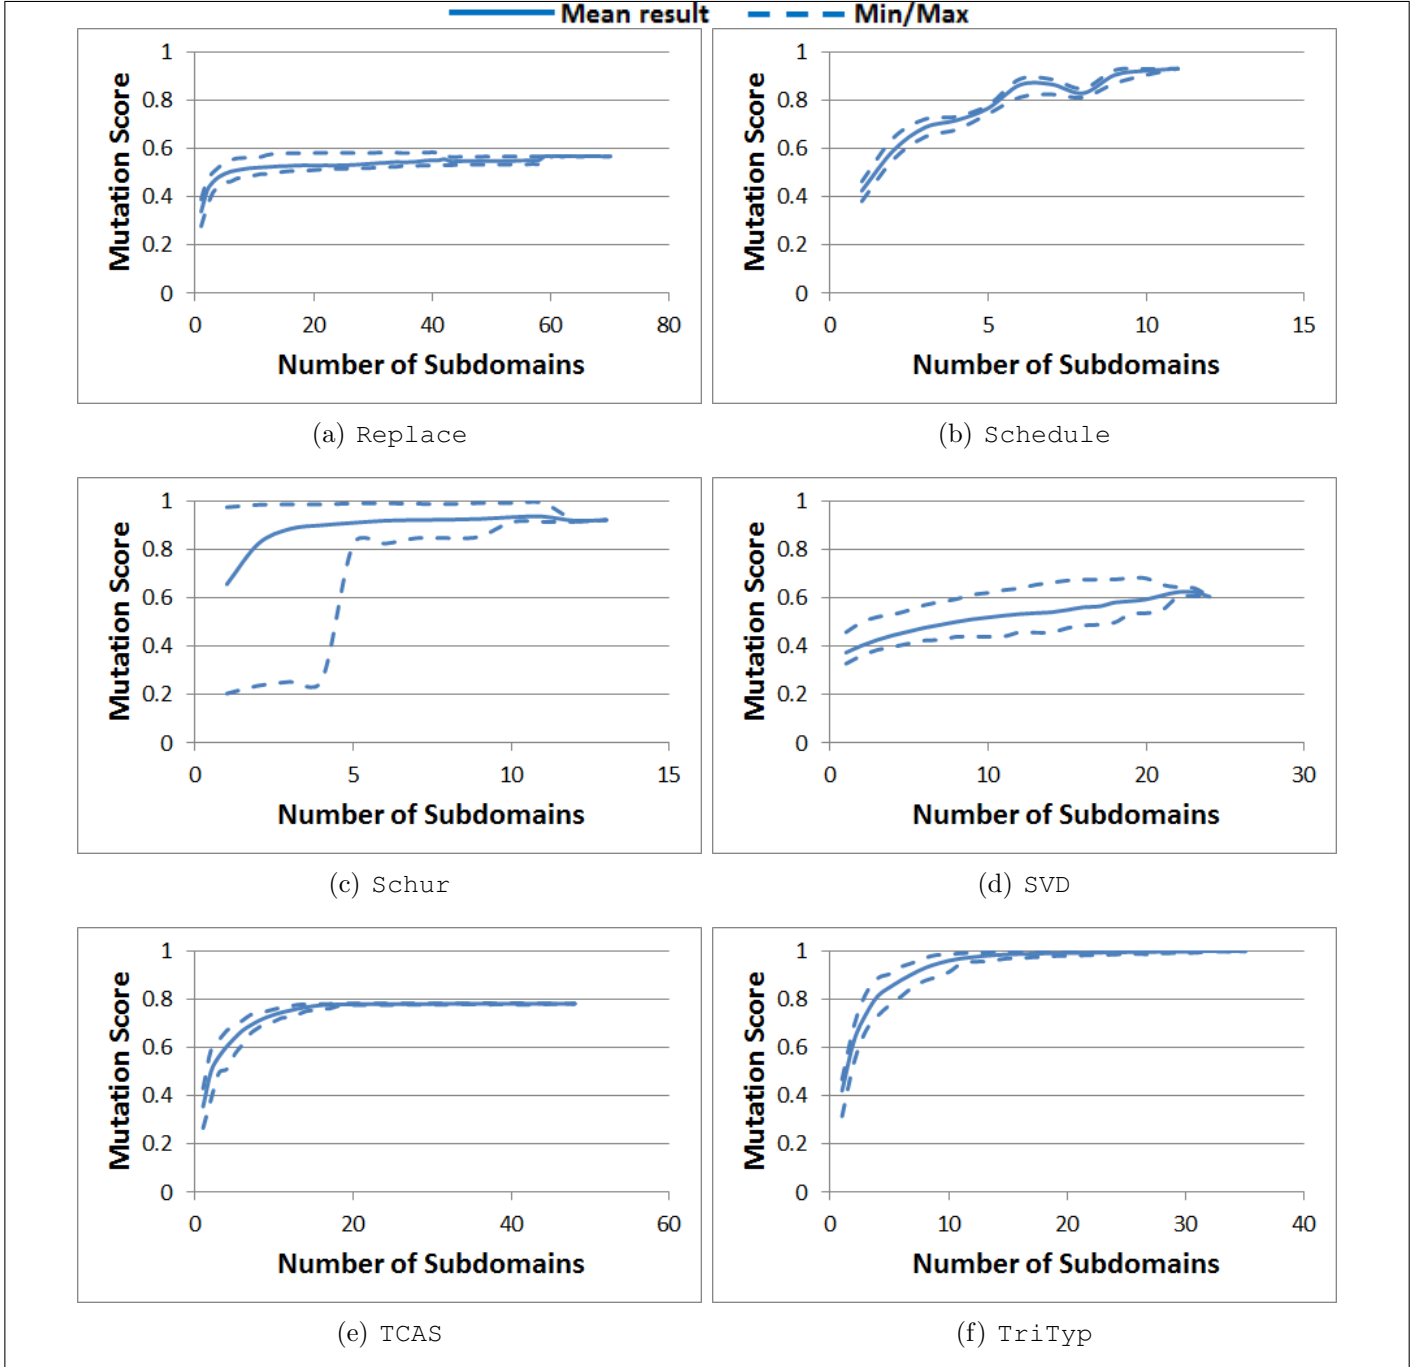 Mean result Min/Max
Mutation Score
1
0.8
0.6
0.4
0.2
0
0 20 40 60 80
Number of Subdomains
(a) Replace
Mutation Score
1
0.8
0.6
0.4
0.2
0
0 5 10 15
Number of Subdomains
(b) Schedule
Mutation Score
1
0.8
0.6
0.4
0.2
0
0 5 10 15
Number of Subdomains
(c) Schur
Mutation Score
1
0.8
0.6
0.4
0.2
0
0 10 20 30
Number of Subdomains
(d) SVD
Mutation Score
1
0.8
0.6
0.4
0.2
0
0 20 40 60
Number of Subdomains
(e) TCAS
Mutation Score
1
0.8
0.6
0.4
0.2
0
0 10 20 30 40
Number of Subdomains
(f) TriTyp